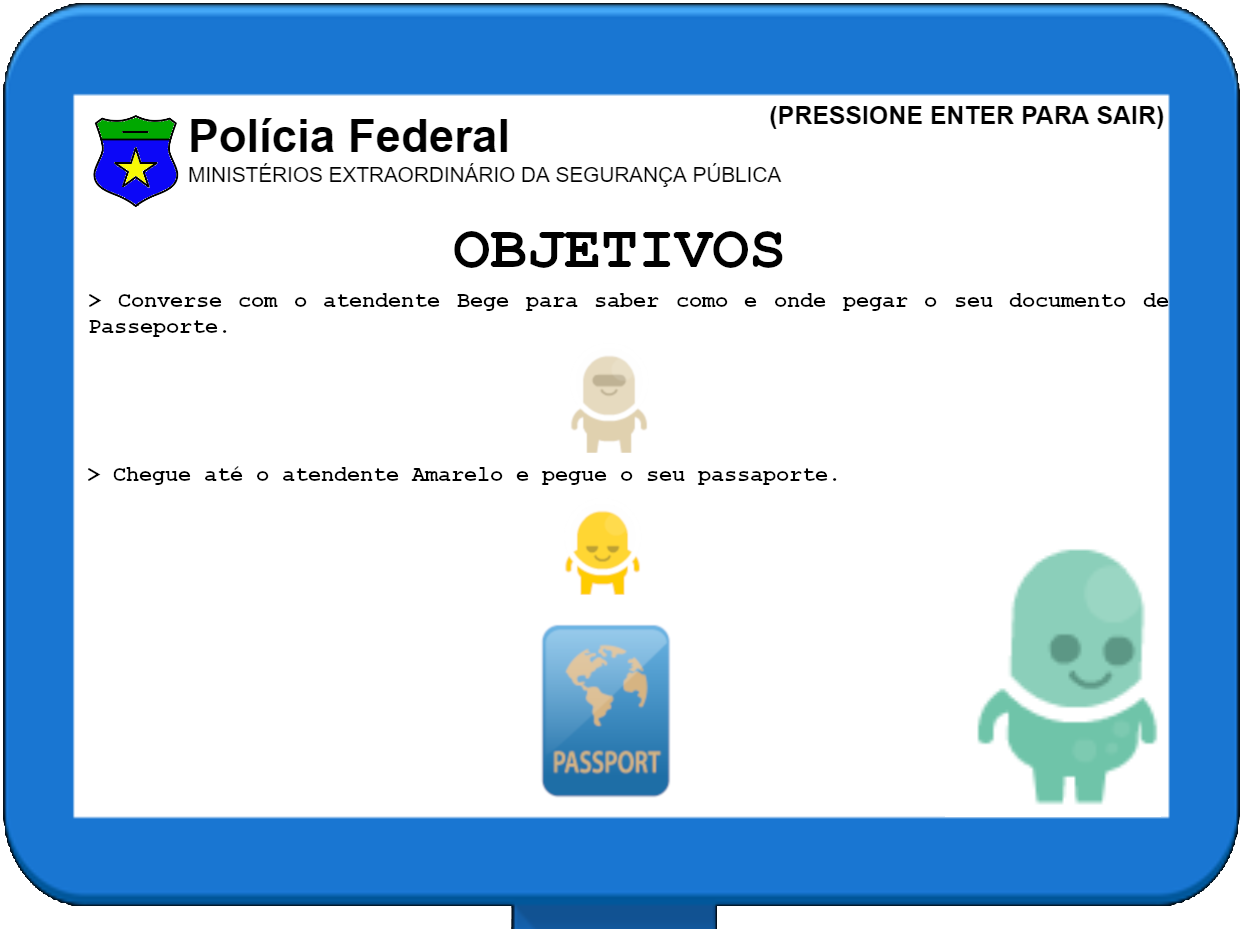 (PRESSIONE ENTER PARA SAIR)
Polícia Federal
MINISTÉRIOS EXTRAORDINÁRIO DA SEGURANÇA PÚBLICA
OBJETIVOS
> Converse com o atendente Bege para saber como e onde pegar o seu documento de
Passeporte.
> Chegue até o atendente Amarelo e pegue o seu passaporte.
PASSPORT